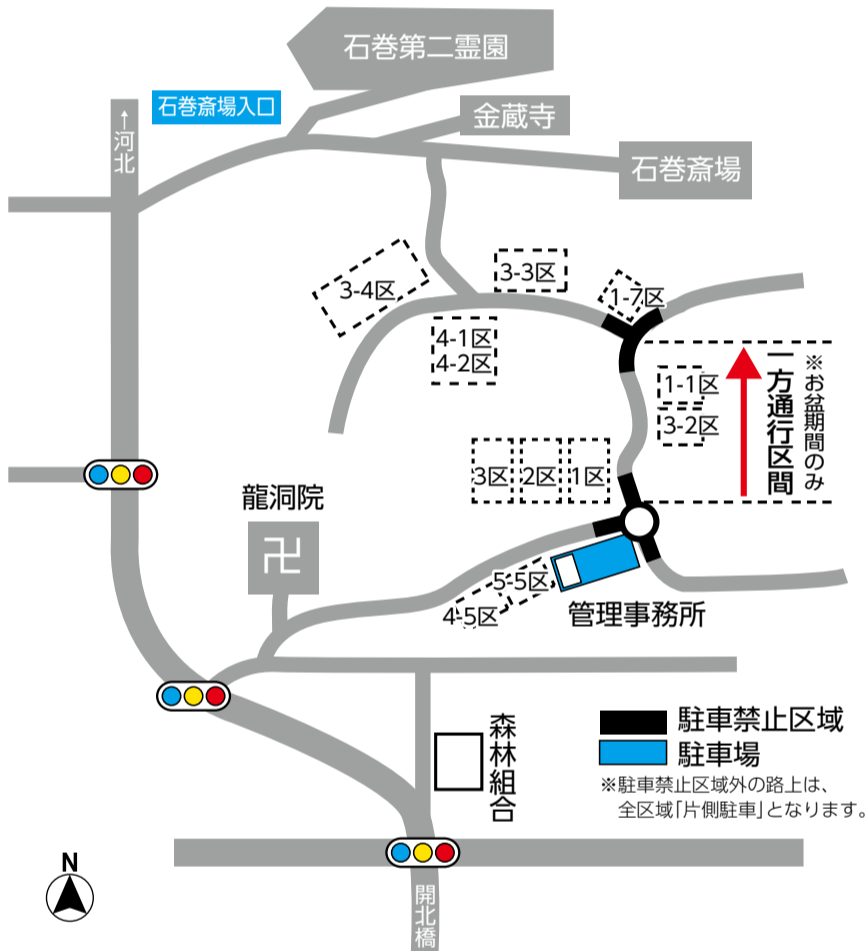 石巻第二霊園
石巻斎場入口
金蔵寺
↑河北
石巻斎場
3-3区
3-4区
1-7区
4-1区
4-2区
1-1区
3-2区
※お盆期間のみ
一方通行区間
3区
2区
1区
龍洞院
卍
5-5区
4-5区
管理事務所
森林組合
駐車禁止区域
駐車場
※駐車禁止区域外の路上は、
全区域「片側駐車」となります。
N
開北橋